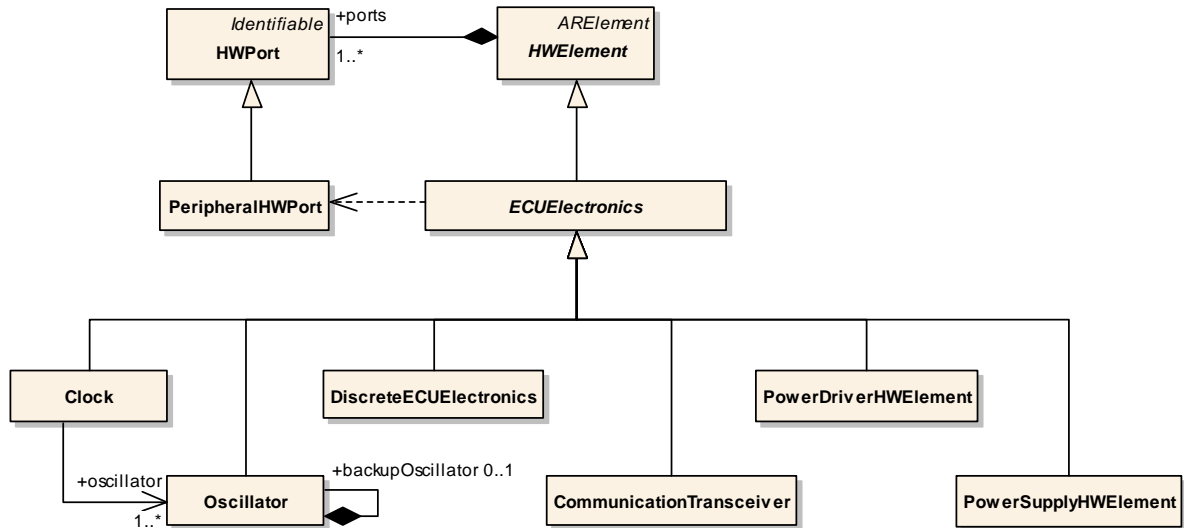 Identifiable
HWPort
+ports
1..*
ARElement
HWElement
PeripheralHWPort
ECUElectronics
Clock
DiscreteECUElectronics
PowerDriverHWElement
+oscillator
1..*
Oscillator
+backupOscillator 0..1
CommunicationTransceiver
PowerSupplyHWElement